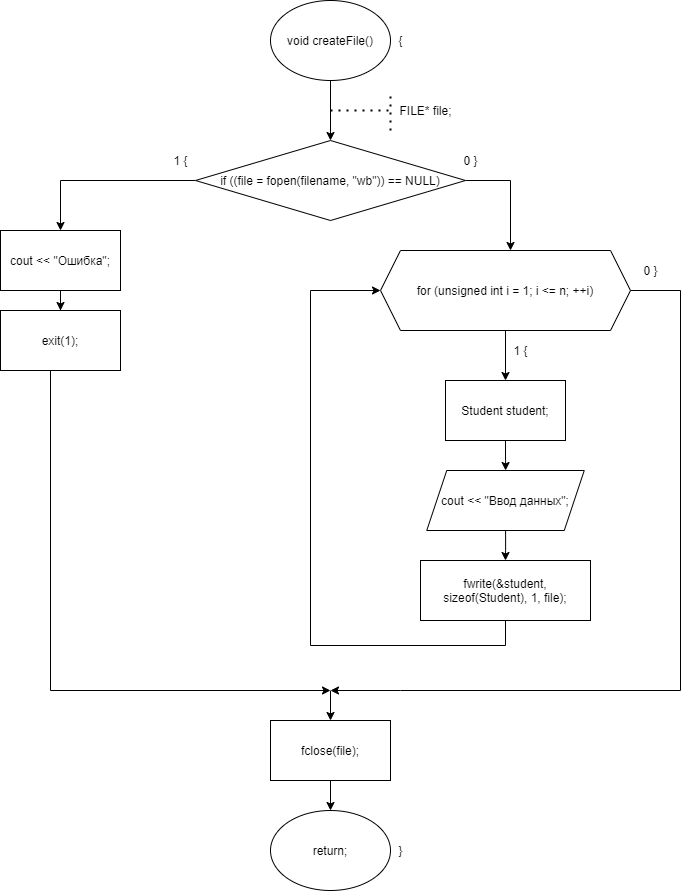 void createFile()
{
FILE* file;
1 {
0 }
if ((file = fopen(filename, "wb")) == NULL)
cout << "Ошибка";
exit(1);
for (unsigned int i = 1; i <= n; ++i)
0 }
1 {
Student student;
cout << "Ввод данных";
fwrite(&student,
sizeof(Student), 1, file);
fclose(file);
return;
}